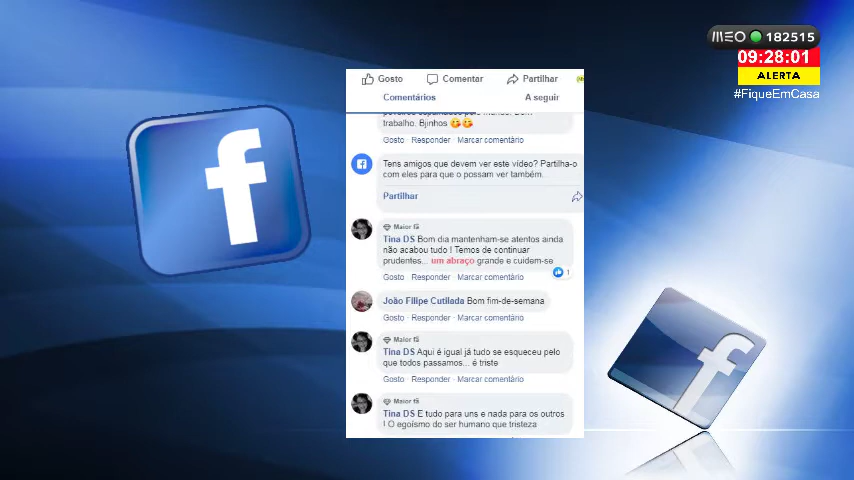 MEO 182515
09:28:01
ALERTA
#FiqueEmCasa
Gosto Comentar Partilhar
Comentários A seguir
trabalho. Bjinhos
Gosto · Responder · Marcar comentário
Tens amigos que devem ver este vídeo? Partilha-o
com eles para que o possam ver também.
Partilhar
Maior fã
Tina DS Bom dia mantenham-se atentos ainda
não acabou tudo ! Temos de continuar
prudentes... um abraço grande e cuidem-se
1
Gosto · Responder · Marcar comentário
João Filipe Cutilada Bom fim-de-semana
Gosto · Responder · Marcar comentário
Maior fã
Tina DS Aqui é igual já tudo se esqueceu pelo
que todos passamos... é triste
Gosto · Responder · Marcar comentário
Maior fã
Tina DS E tudo para uns e nada para os outros
! O egoísmo do ser humano que tristeza